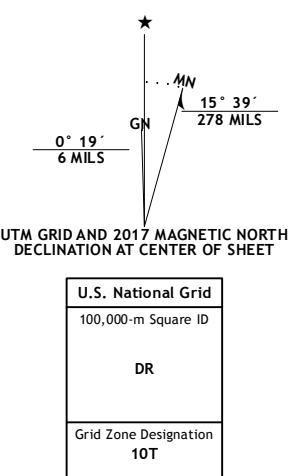 MN
15° 39´
278 MILS
GN
0° 19´
6 MILS
UTM GRID AND 2017 MAGNETIC NORTH
DECLINATION AT CENTER OF SHEET
U.S. National Grid
100,000-m Square ID
DR
Grid Zone Designation
10T